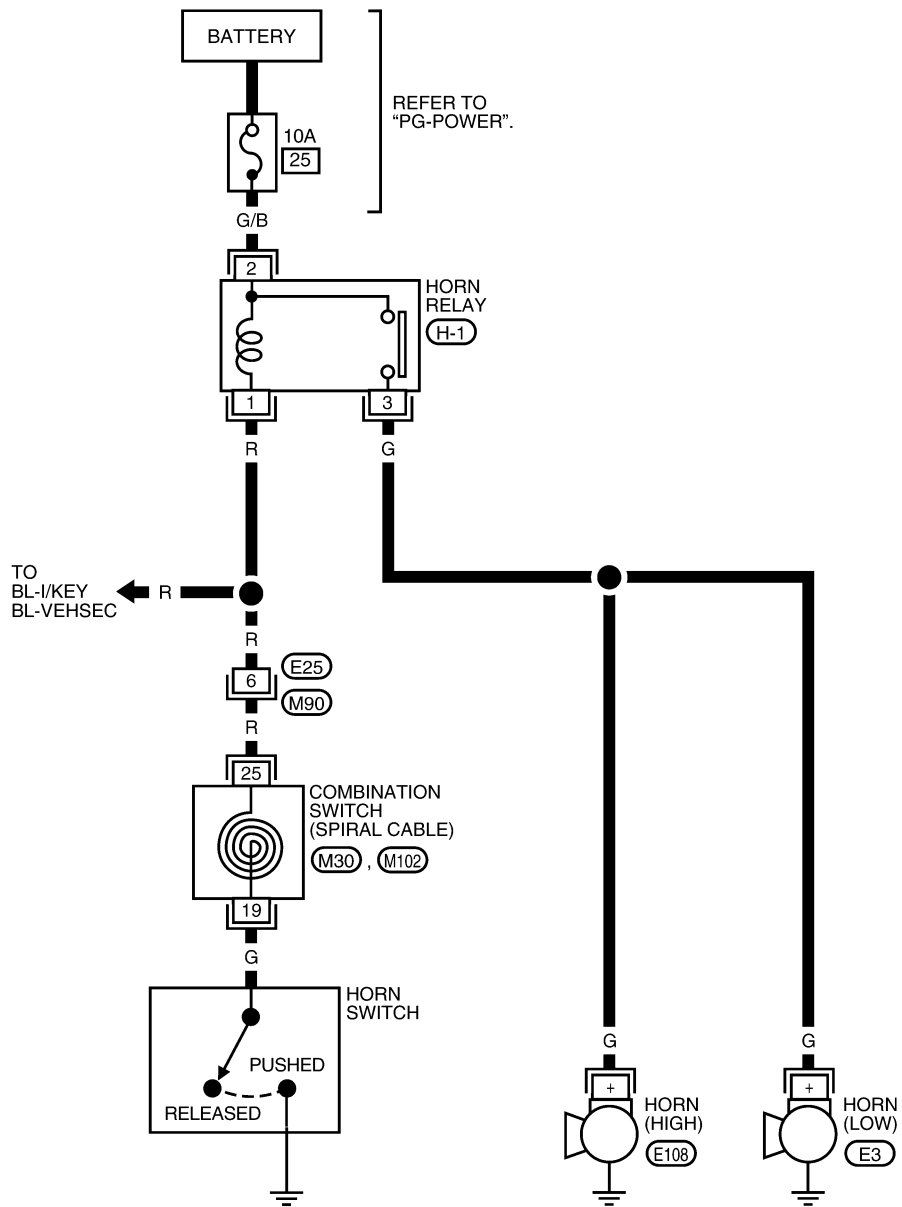 BATTERY
REFER TO
“PG-POWER”.
10A
25
G/B
2
HORN
RELAY
H-1
1
3
R
G
TO
BL-I/KEY
BL-VEHSEC
R
R
E25
6
M90
R
25
COMBINATION
SWITCH
(SPIRAL CABLE)
M30 , M102
19
G
HORN
SWITCH
PUSHED
RELEASED
G
G
+
+
HORN
(HIGH)
E108
HORN
(LOW)
E3